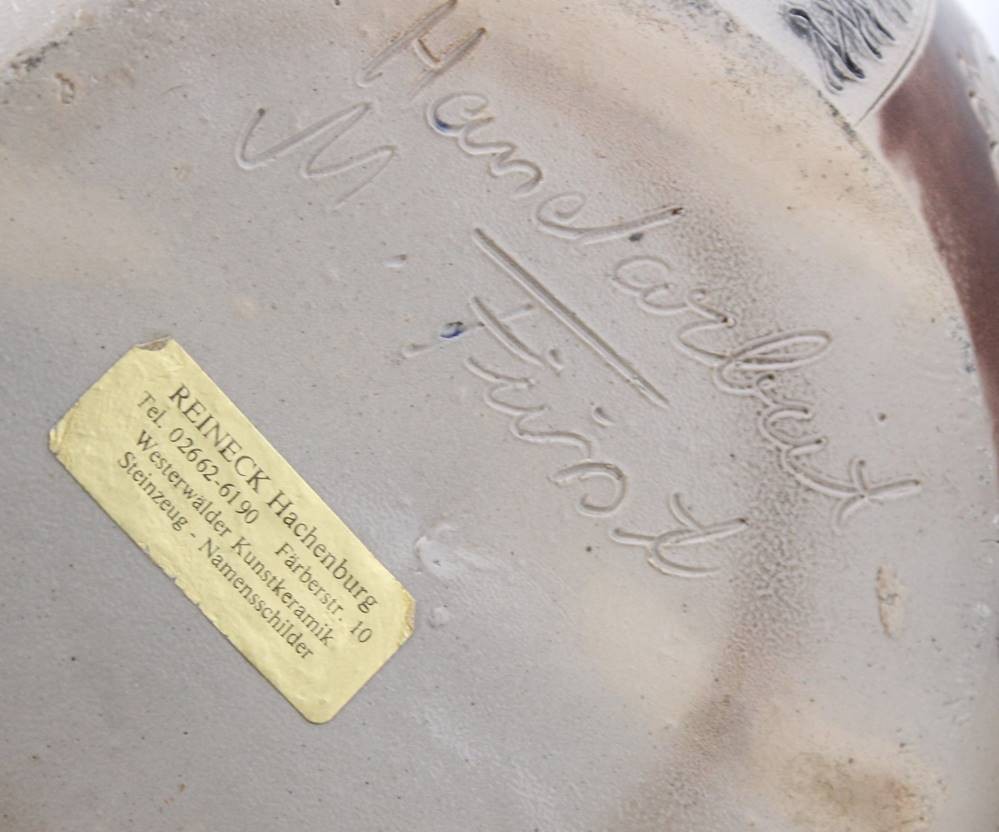 Handarbeit
M. Fürst
REINECK Hachenburg
Tel. 02662-6190 Färberstr. 10
Westerwälder Kunstkeramik
Steinzeug - Namensschilder